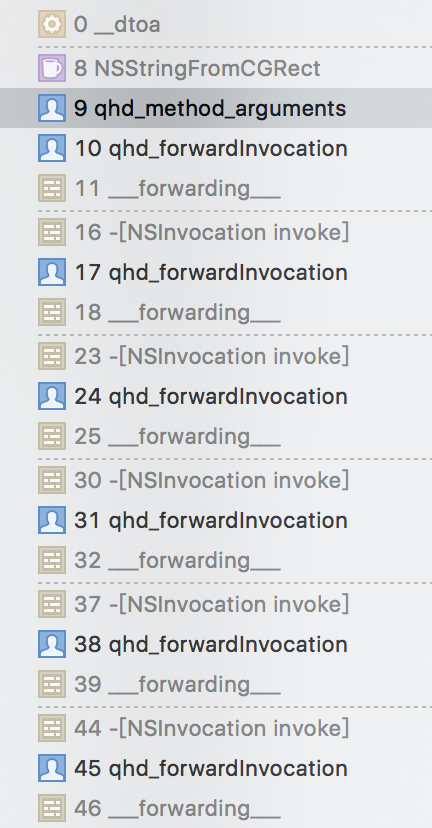 0 __dtoa
8 NSStringFromCGRect
9 qhd_method_arguments
10 qhd_forwardInvocation
11 ___forwarding___
16 -[NSInvocation invoke]
17 qhd_forwardInvocation
18 ___forwarding___
23 -[NSInvocation invoke]
24 qhd_forwardInvocation
25 ___forwarding___
30 -[NSInvocation invoke]
31 qhd_forwardInvocation
32 ___forwarding___
37 -[NSInvocation invoke]
38 qhd_forwardInvocation
39 ___forwarding___
44 -[NSInvocation invoke]
45 qhd_forwardInvocation
46 ___forwarding___